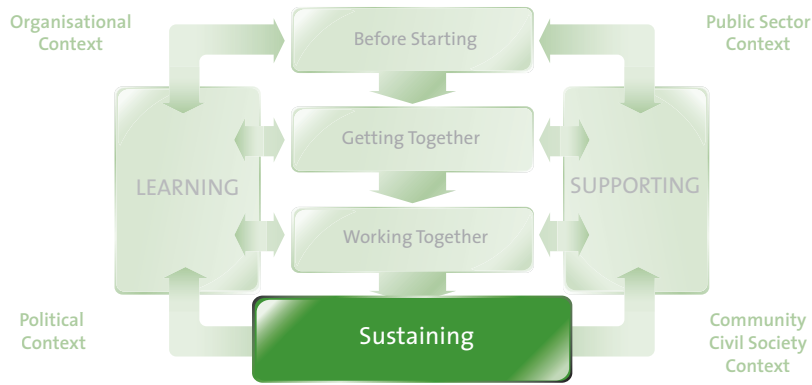 Organisational
Context
Before Starting
Public Sector
Context
Getting Together
LEARNING
SUPPORTING
Working Together
Political
Context
Sustaining
Community
Civil Society
Context